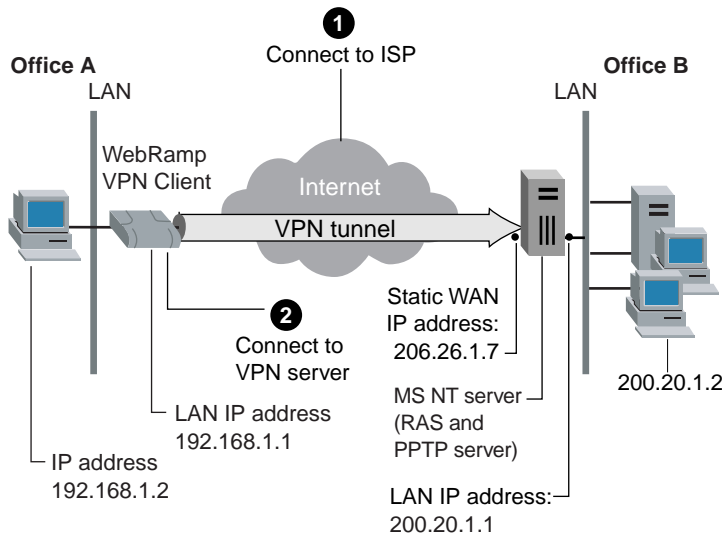 1
Connect to ISP
Office A
Office B
LAN
LAN
WebRamp
VPN Client
Internet
VPN tunnel
2
Connect to
VPN server
Static WAN
IP address:
206.26.1.7
200.20.1.2
MS NT server
(RAS and
PPTP server)
LAN IP address
192.168.1.1
IP address
192.168.1.2
LAN IP address:
200.20.1.1